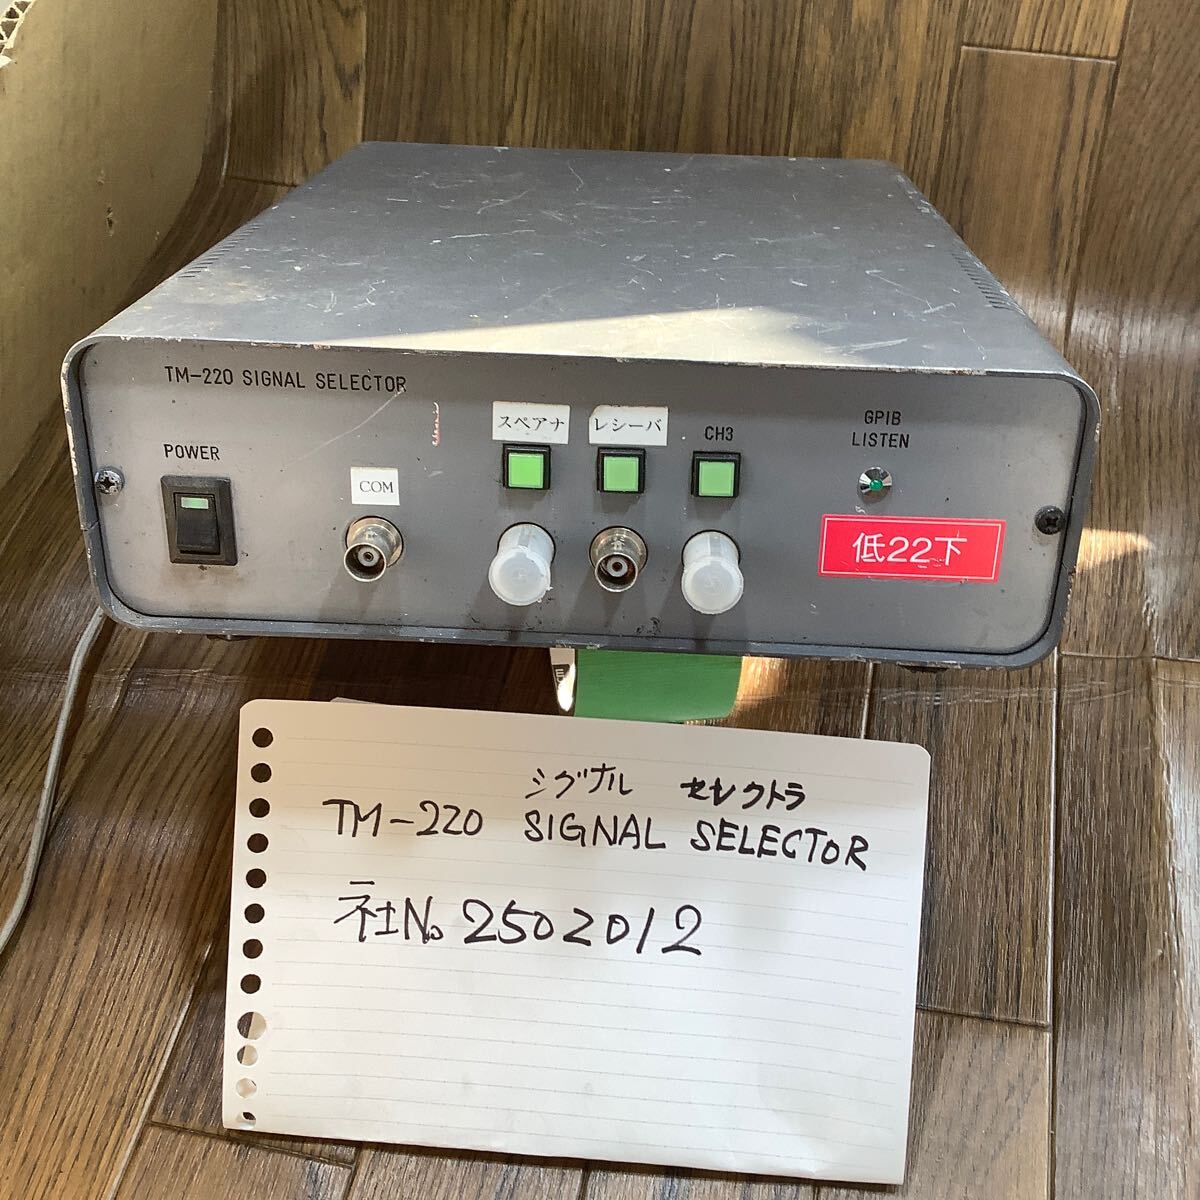 TM-220 SIGNAL SELECTOR
POWER
COM
スペアナ
レシーバ
CH3
GPIB
LISTEN
低22下
シグナル セレクトラ
TM-220 SIGNAL SELECTOR
社No. 2502012